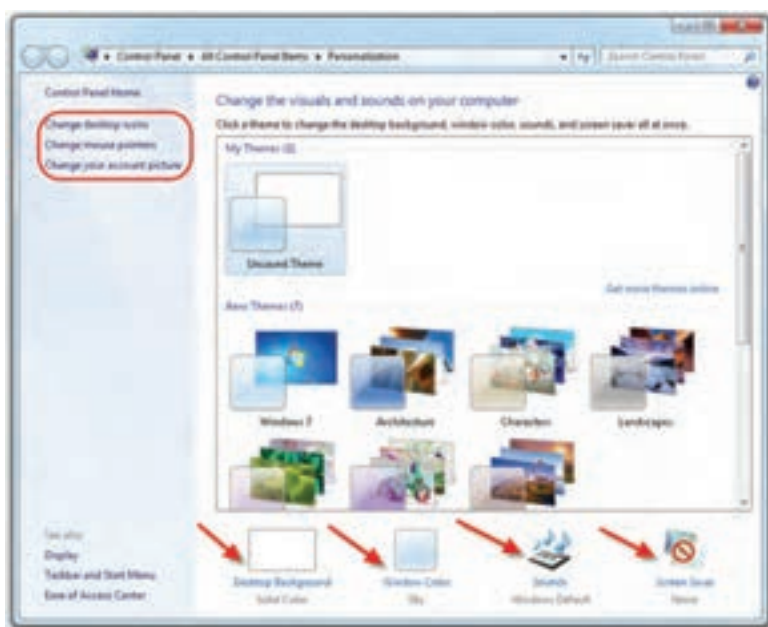 Control Panel ▸ All Control Panel Items ▸ Personalization
Search Control Panel
Control Panel Home
Change desktop icons
Change mouse pointers
Change your account picture
Change the visuals and sounds on your computer
Click a theme to change the desktop background, window color, sounds, and screen saver all at once.
My Themes
Unsaved Theme
Get more themes online
Aero Themes (7)
Windows 7
Architecture
Characters
Landscapes
See also
Display
Taskbar and Start Menu
Ease of Access Center
Desktop Background
Solid Color
Window Color
Sky
Sounds
Windows Default
Screen Saver
None